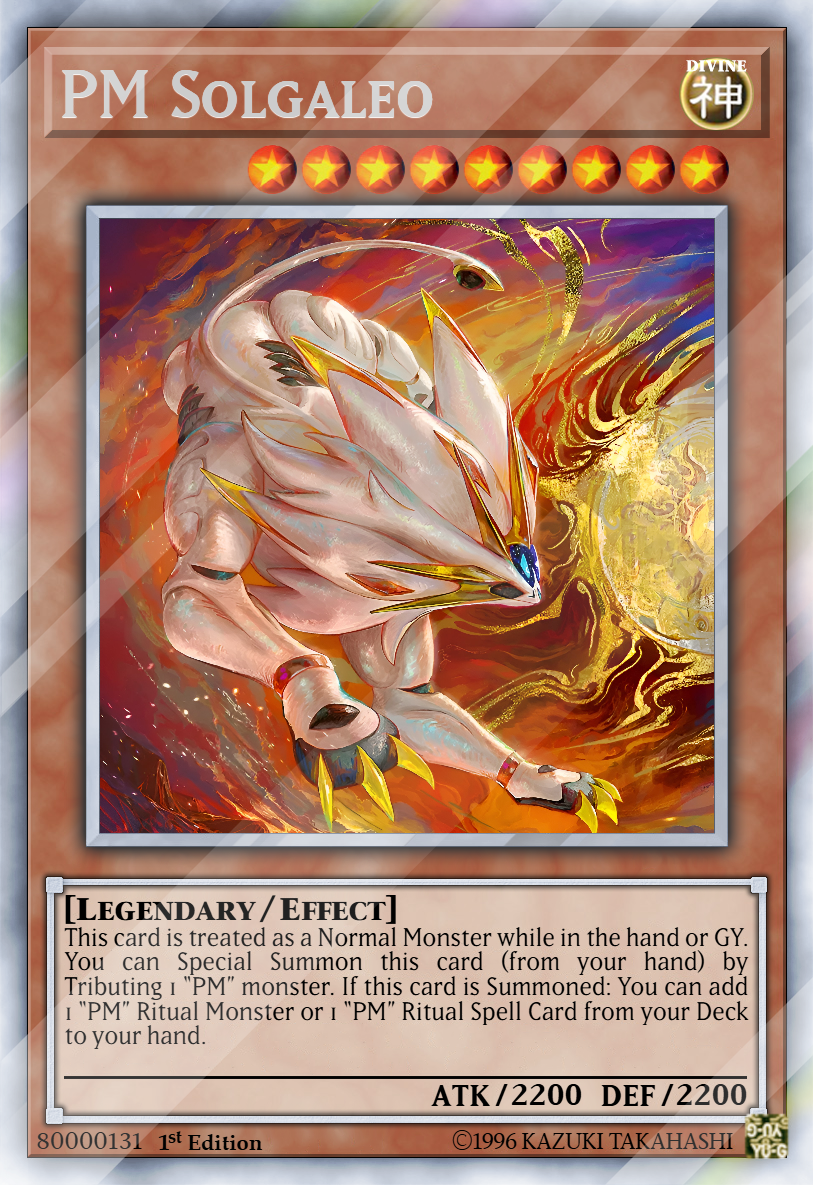 PM Solgaleo
DIVINE
神
[Legendary / Effect]
This card is treated as a Normal Monster while in the hand or GY.
You can Special Summon this card (from your hand) by
Tributing 1 “PM” monster. If this card is Summoned: You can add
1 “PM” Ritual Monster or 1 “PM” Ritual Spell Card from your Deck
to your hand.
ATK / 2200 DEF / 2200
80000131 1st Edition ©1996 KAZUKI TAKAHASHI